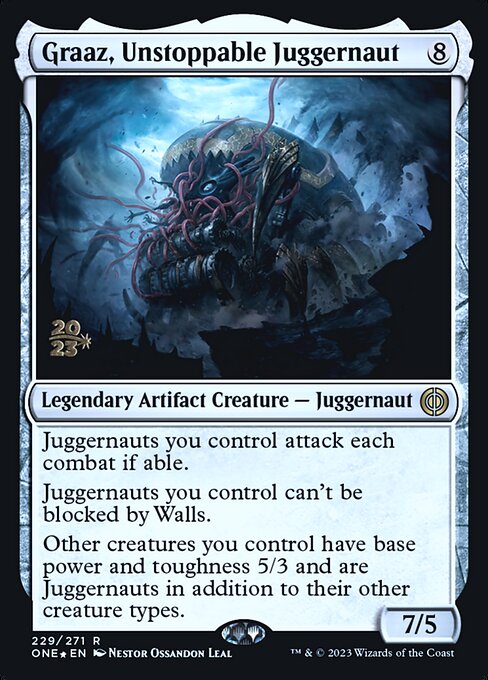 Graaz, Unstoppable Juggernaut 8
20
23
Legendary Artifact Creature — Juggernaut
Juggernauts you control attack each
combat if able.
Juggernauts you control can't be
blocked by Walls.
Other creatures you control have base
power and toughness 5/3 and are
Juggernauts in addition to their other
creature types.
7/5
229/271 R
ONE★EN Nestor Ossandon Leal
™ & © 2023 Wizards of the Coast